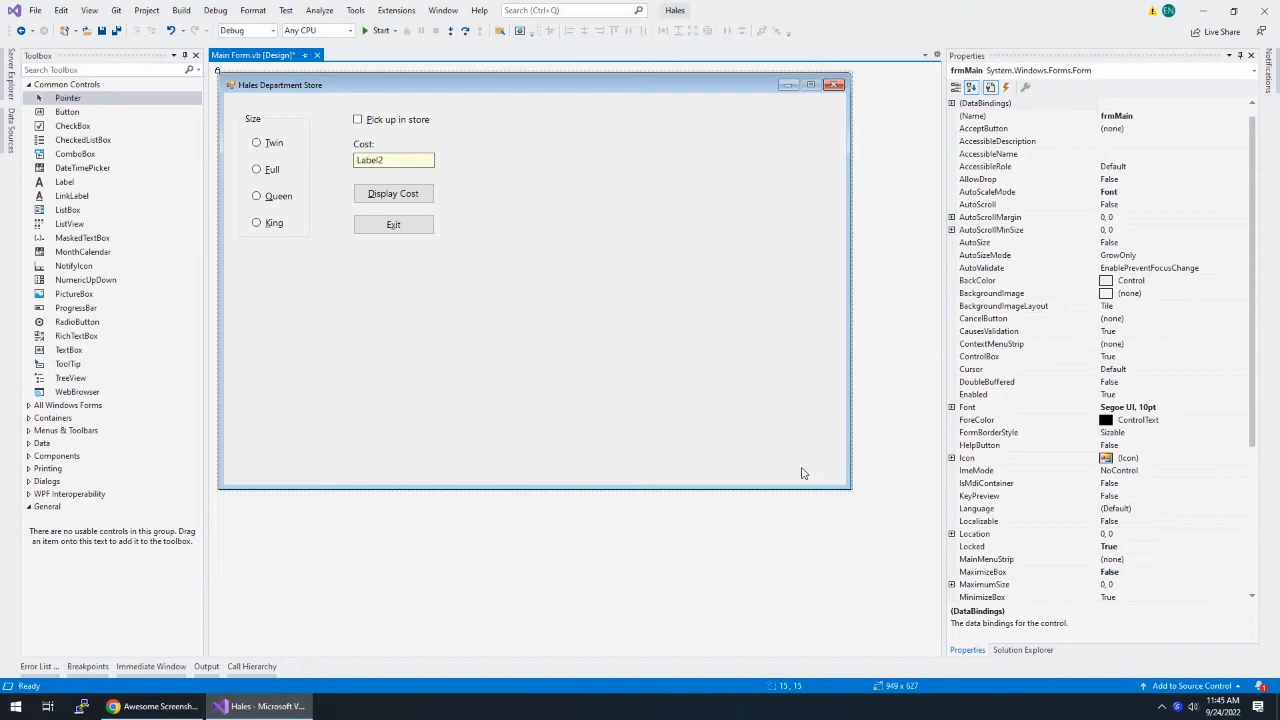 File Edit View Git Project Build Debug Format Test Analyze Tools Extensions Window Help Search (Ctrl+Q) Hales EN
Debug Any CPU Start Live Share
Server Explorer
Data Sources
Toolbox
Search Toolbox
Common Controls
Pointer
Button
CheckBox
CheckedListBox
ComboBox
DateTimePicker
Label
LinkLabel
ListBox
ListView
MaskedTextBox
MonthCalendar
NotifyIcon
NumericUpDown
PictureBox
ProgressBar
RadioButton
RichTextBox
TextBox
ToolTip
TreeView
WebBrowser
All Windows Forms
Containers
Menus & Toolbars
Data
Components
Printing
Dialogs
WPF Interoperability
General
There are no usable controls in this group. Drag
an item onto this text to add it to the toolbox.
Main Form.vb [Design]*
Hales Department Store
Size
Twin
Full
Queen
King
Pick up in store
Cost:
Label2
Display Cost
Exit
Properties
frmMain System.Windows.Forms.Form
(DataBindings)
(Name) frmMain
AcceptButton (none)
AccessibleDescription
AccessibleName
AccessibleRole Default
AllowDrop False
AutoScaleMode Font
AutoScroll False
AutoScrollMargin 0, 0
AutoScrollMinSize 0, 0
AutoSize False
AutoSizeMode GrowOnly
AutoValidate EnablePreventFocusChange
BackColor Control
BackgroundImage (none)
BackgroundImageLayout Tile
CancelButton (none)
CausesValidation True
ContextMenuStrip (none)
ControlBox True
Cursor Default
DoubleBuffered False
Enabled True
Font Segoe UI, 10pt
ForeColor ControlText
FormBorderStyle Sizable
HelpButton False
Icon (Icon)
ImeMode NoControl
IsMdiContainer False
KeyPreview False
Language (Default)
Localizable False
Location 0, 0
Locked True
MainMenuStrip (none)
MaximizeBox False
MaximumSize 0, 0
MinimizeBox True
(DataBindings)
The data bindings for the control.
Properties Solution Explorer
Notifications
Error List ... Breakpoints Immediate Window Output Call Hierarchy
Ready 15 , 15 949 x 627 Add to Source Control 1
Awesome Screensh... Hales - Microsoft V... 11:45 AM
9/24/2022